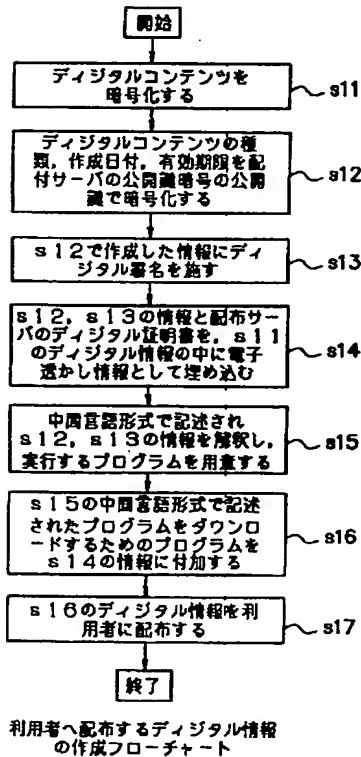 開始
ディジタルコンテンツを
暗号化する
s11
ディジタルコンテンツの種
類，作成日付，有効期限を配
付サーバの公開識暗号の公開
識で暗号化する
s12
s12で作成した情報にディ
ジタル署名を施す
s13
s12，s13の情報と配布サー
バのディジタル証明書を，s11
のディジタル情報の中に電子
透かし情報として埋め込む
s14
中間言語形式で記述され
s12，s13の情報を解釈し，
実行するプログラムを用意する
s15
s15の中間言語形式で記述
されたプログラムをダウンロ
ードするためのプログラムを
s14の情報に付加する
s16
s16のディジタル情報を利
用者に配布する
s17
終了
利用者へ配布するディジタル情報
の作成フローチャート